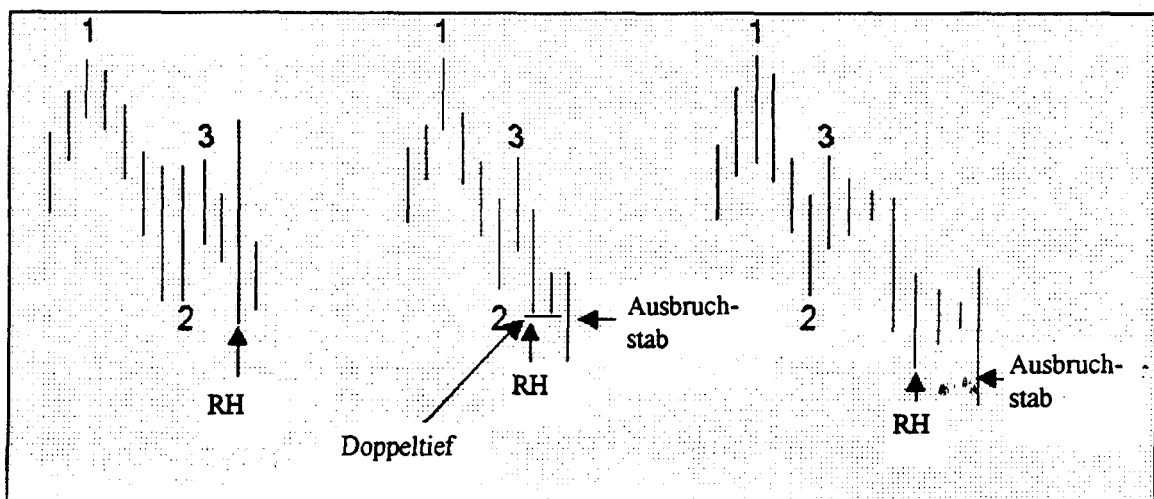 1
3
2
RH
1
3
2
Ausbruch-
stab
RH
Doppeltief
1
3
2
Ausbruch-
stab
RH